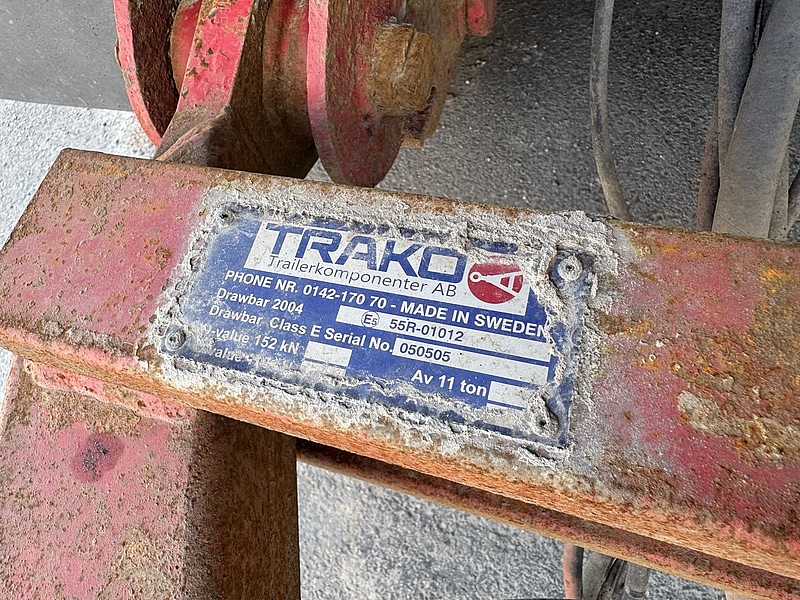 TRAKO
Trailerkomponenter AB
PHONE NR. 0142-170 70 - MADE IN SWEDEN
Drawbar 2004 E5 55R-01012
Drawbar Class E Serial No. 050505
-value 152 kN
value
Av 11 ton